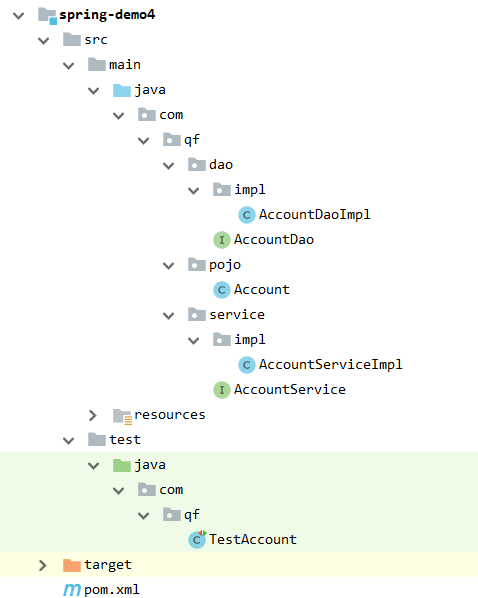 spring-demo4
src
main
java
com
qf
dao
impl
C AccountDaoImpl
I AccountDao
pojo
C Account
service
impl
C AccountServiceImpl
I AccountService
resources
test
java
com
qf
C TestAccount
target
m pom.xml